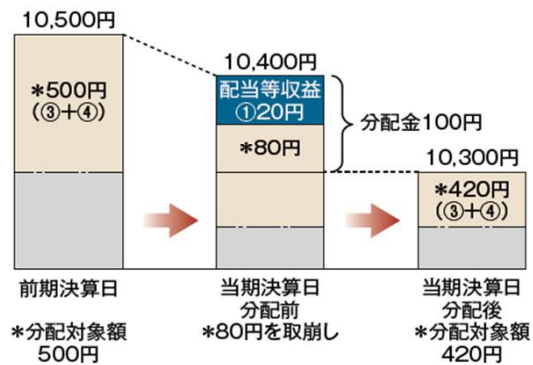 10,500円
*500円
(③+④)
前期決算日
*分配対象額
500円
10,400円
配当等収益
①20円
*80円
分配金100円
当期決算日
分配前
*80円を取崩し
10,300円
*420円
(③+④)
当期決算日
分配後
*分配対象額
420円